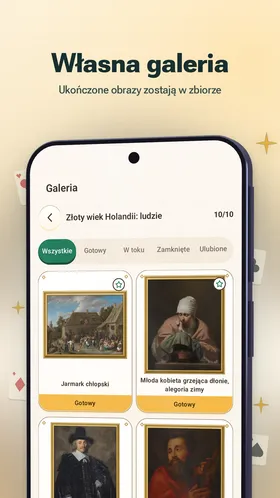 Własna galeria
Ukończone obrazy zostają w zbiorze
Galeria
Złoty wiek Holandii: ludzie 10/10
Wszystkie Gotowy W toku Zamknięte Ulubione
Jarmark chłopski
Gotowy
Młoda kobieta grzejąca dłonie,
alegoria zimy
Gotowy